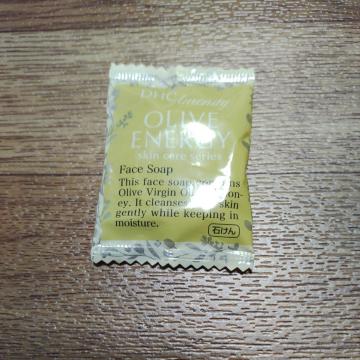 DHC
OLIVE
ENERGY
skin care series
Face Soap
This face soap
Olive Virgin
ey. It cleanses skin
gently while keeping in
moisture.
石けん